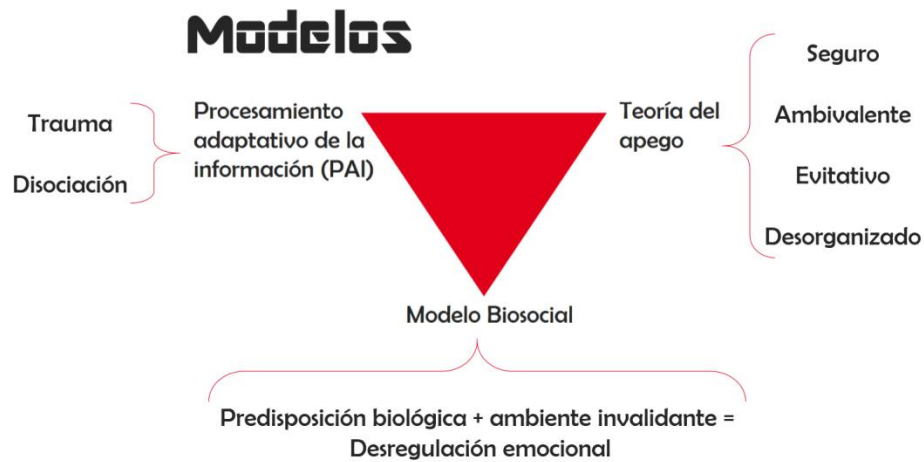 Modelos
Trauma
Disociación
Procesamiento
adaptativo de la
información (PAI)
Teoría del
apego
Seguro
Ambivalente
Evitativo
Desorganizado
Modelo Biosocial
Predisposición biológica + ambiente invalidante =
Desregulación emocional